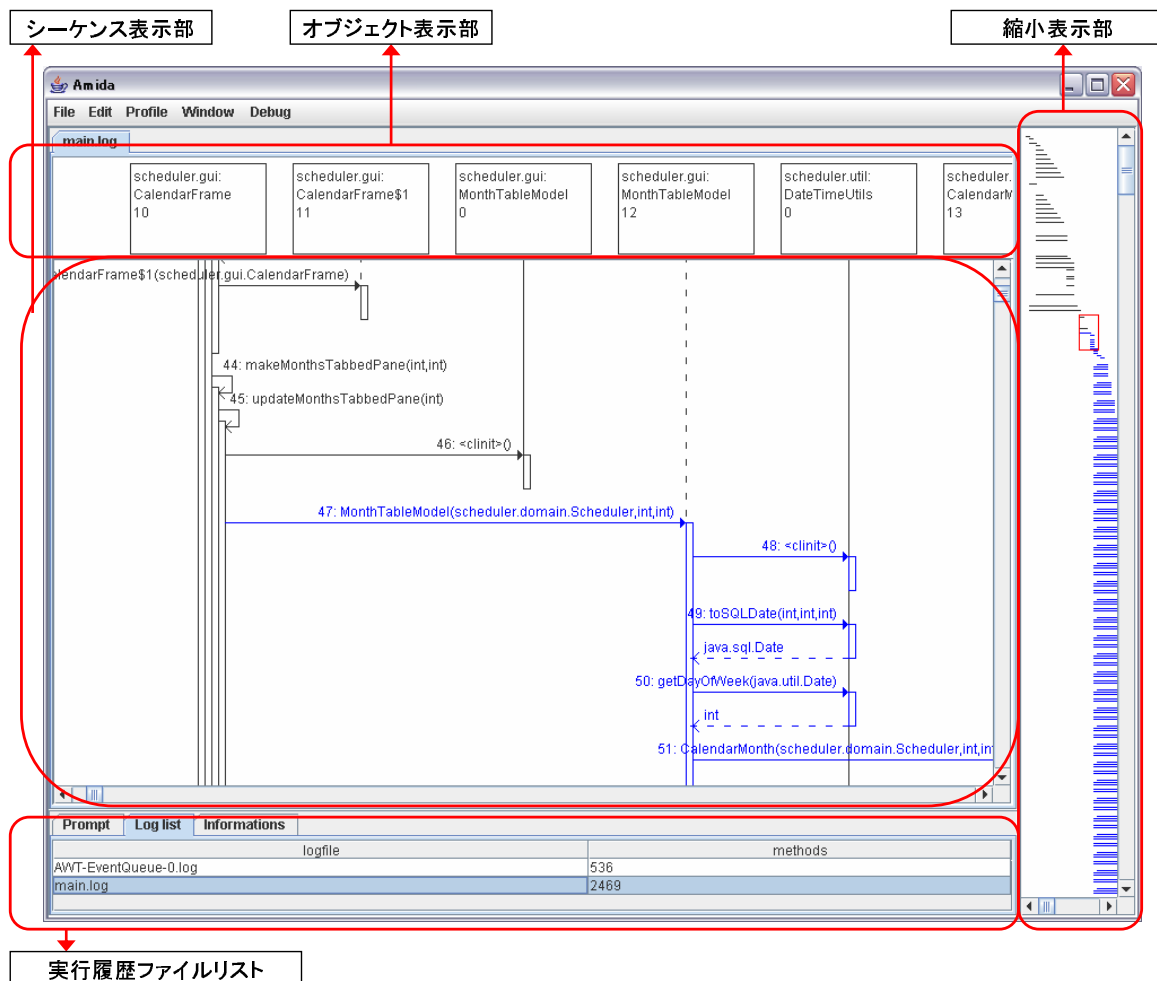 シーケンス表示部
オブジェクト表示部
縮小表示部
Amida
File Edit Profile Window Debug
main.log
scheduler.gui:
CalendarFrame
10
scheduler.gui:
CalendarFrame$1
11
scheduler.gui:
MonthTableModel
0
scheduler.gui:
MonthTableModel
12
scheduler.util:
DateTimeUtils
0
scheduler.
CalendarM
13
alendarFrame$1(scheduler.gui.CalendarFrame)
44: makeMonthsTabbedPane(int,int)
45: updateMonthsTabbedPane(int)
46: <clinit>()
47: MonthTableModel(scheduler.domain.Scheduler,int,int)
48: <clinit>()
49: toSQLDate(int,int,int)
java.sql.Date
50: getDayOfWeek(java.util.Date)
int
51: CalendarMonth(scheduler.domain.Scheduler,int,int
Prompt Log list Informations
logfile methods
AWT-EventQueue-0.log 536
main.log 2469
実行履歴ファイルリスト